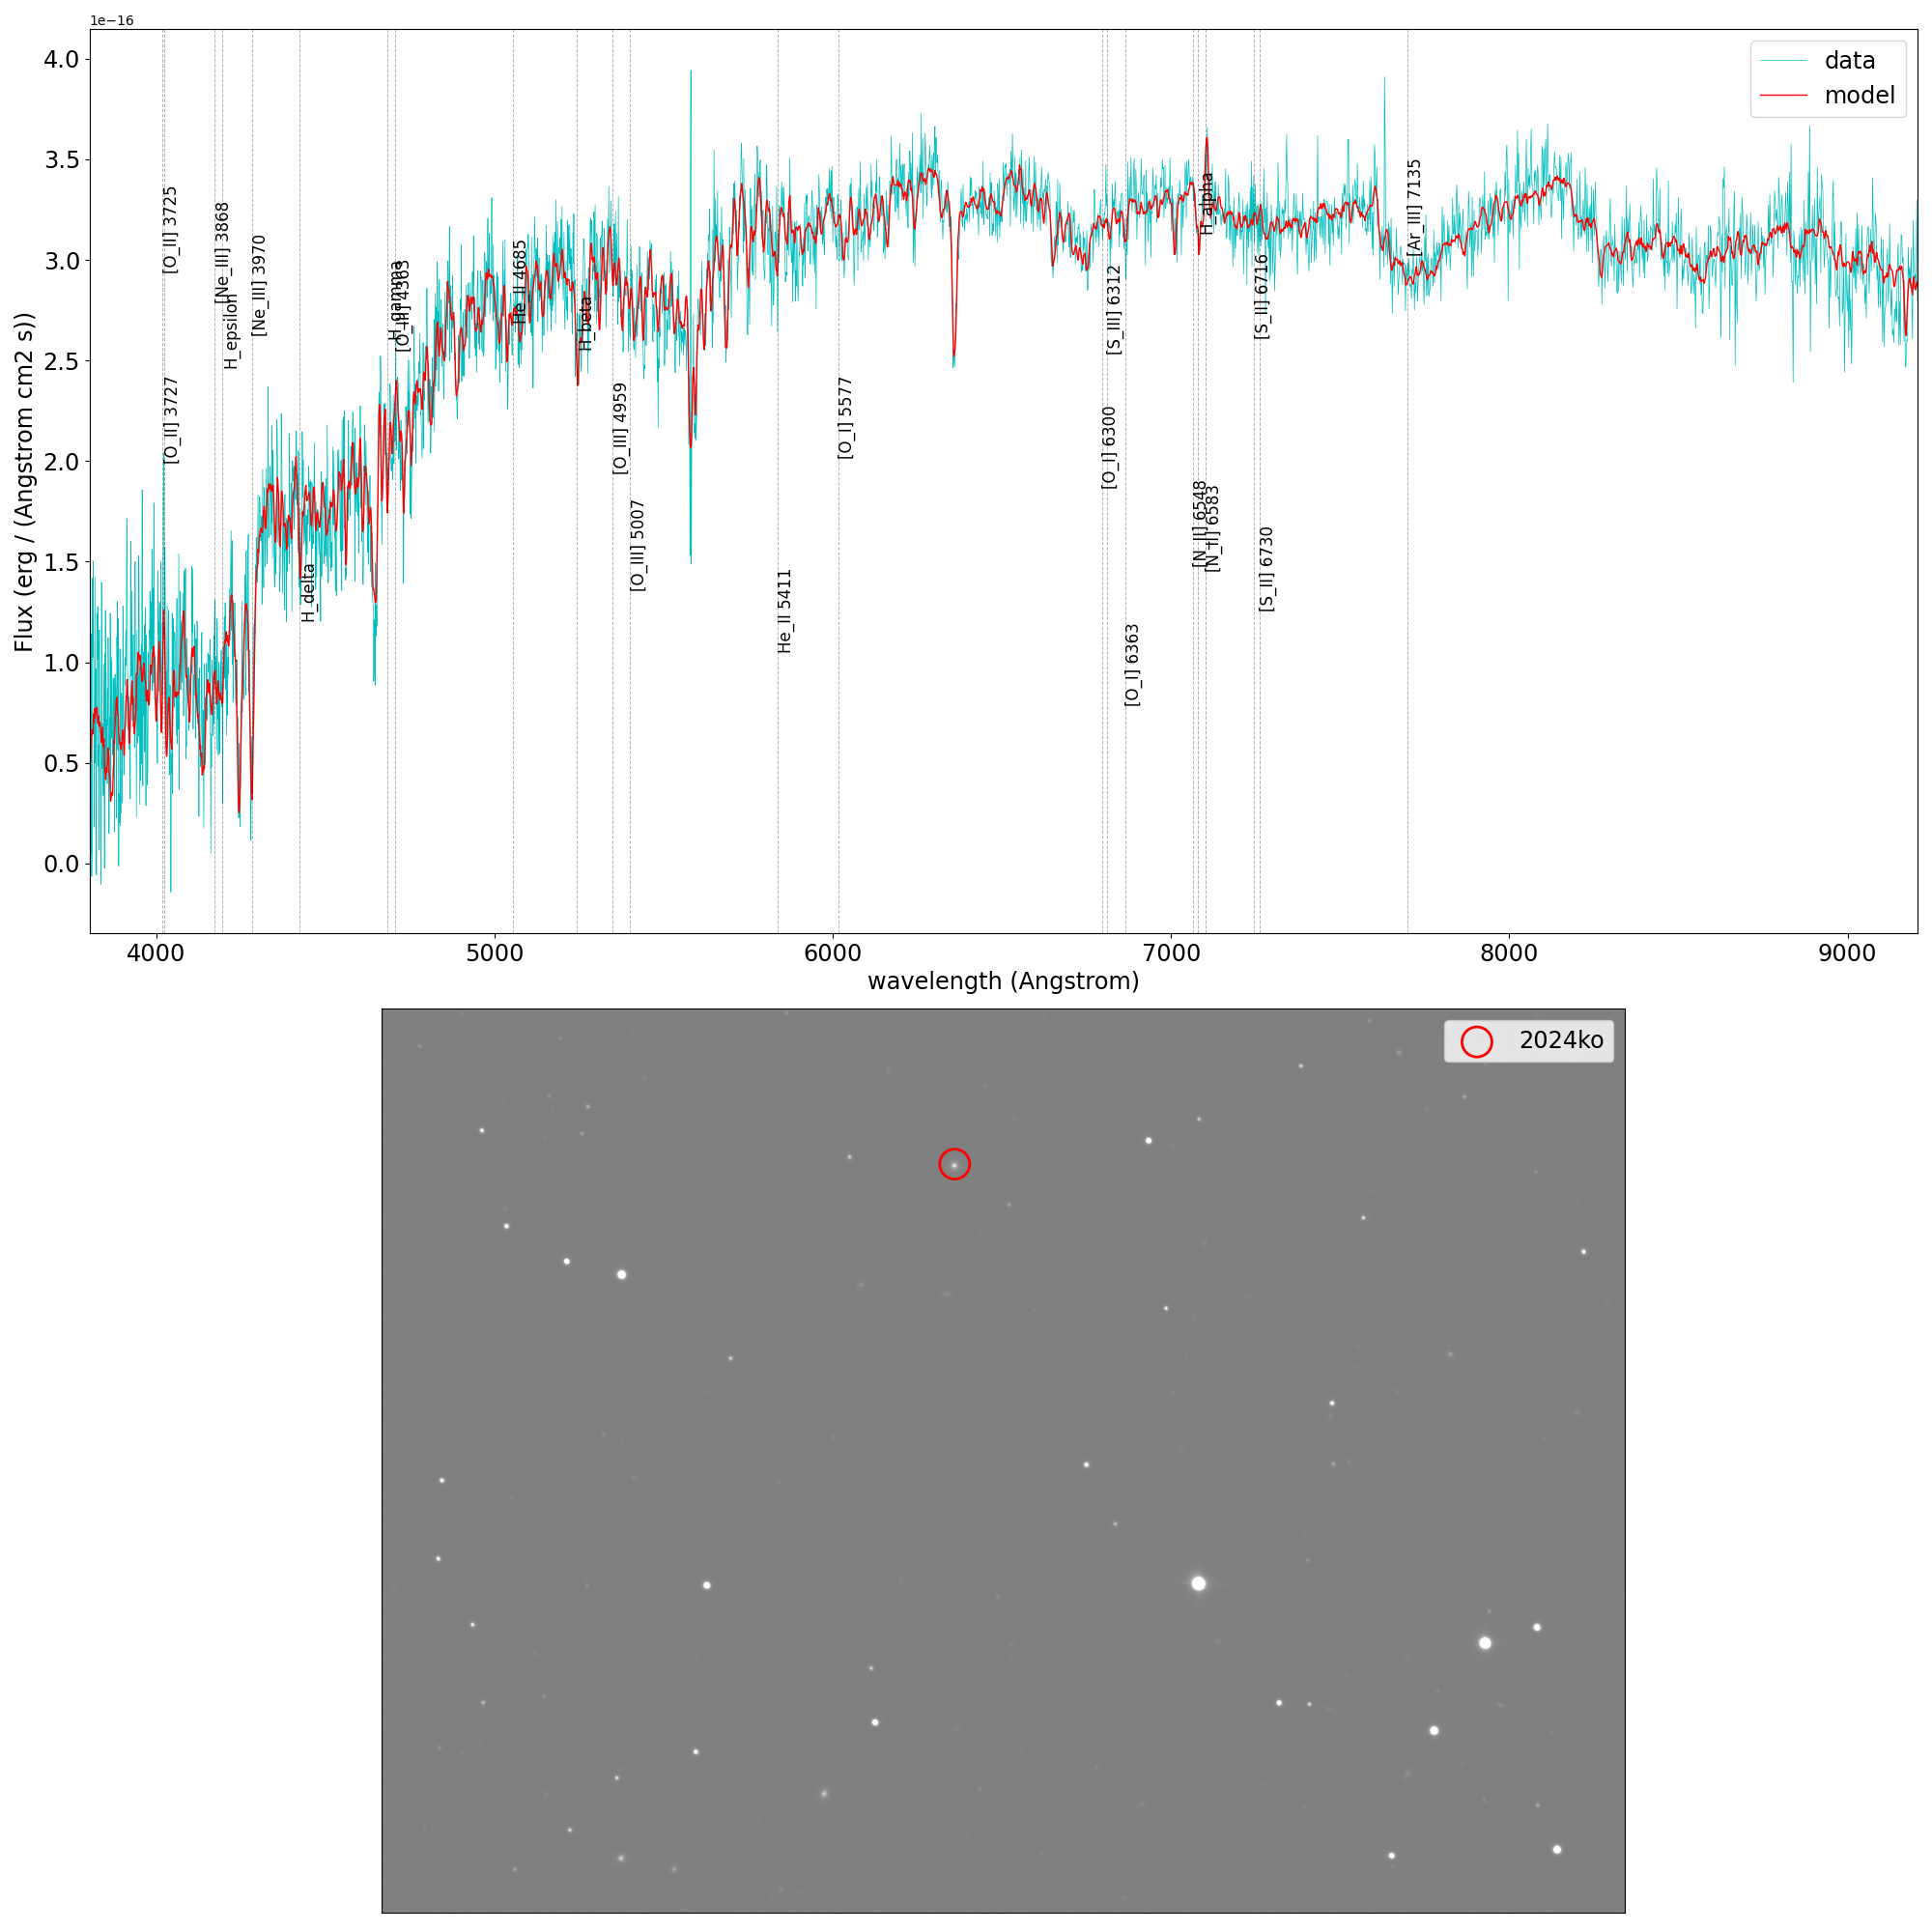 1e−16
data
model
Flux (erg / (Angstrom cm2 s))
4.0
3.5
3.0
2.5
2.0
1.5
1.0
0.5
0.0
[O_II] 3725
[O_II] 3727
[Ne_III] 3868
H_epsilon
[Ne_III] 3970
H_delta
H_gamma
[O_III] 4363
He_II 4685
H_beta
[O_III] 4959
[O_III] 5007
He_II 5411
[O_I] 5577
[O_I] 6300
[S_III] 6312
[O_I] 6363
[N_II] 6548
H_alpha
[N_II] 6583
[S_II] 6716
[S_II] 6730
[Ar_III] 7135
4000 5000 6000 7000 8000 9000
wavelength (Angstrom)
2024ko